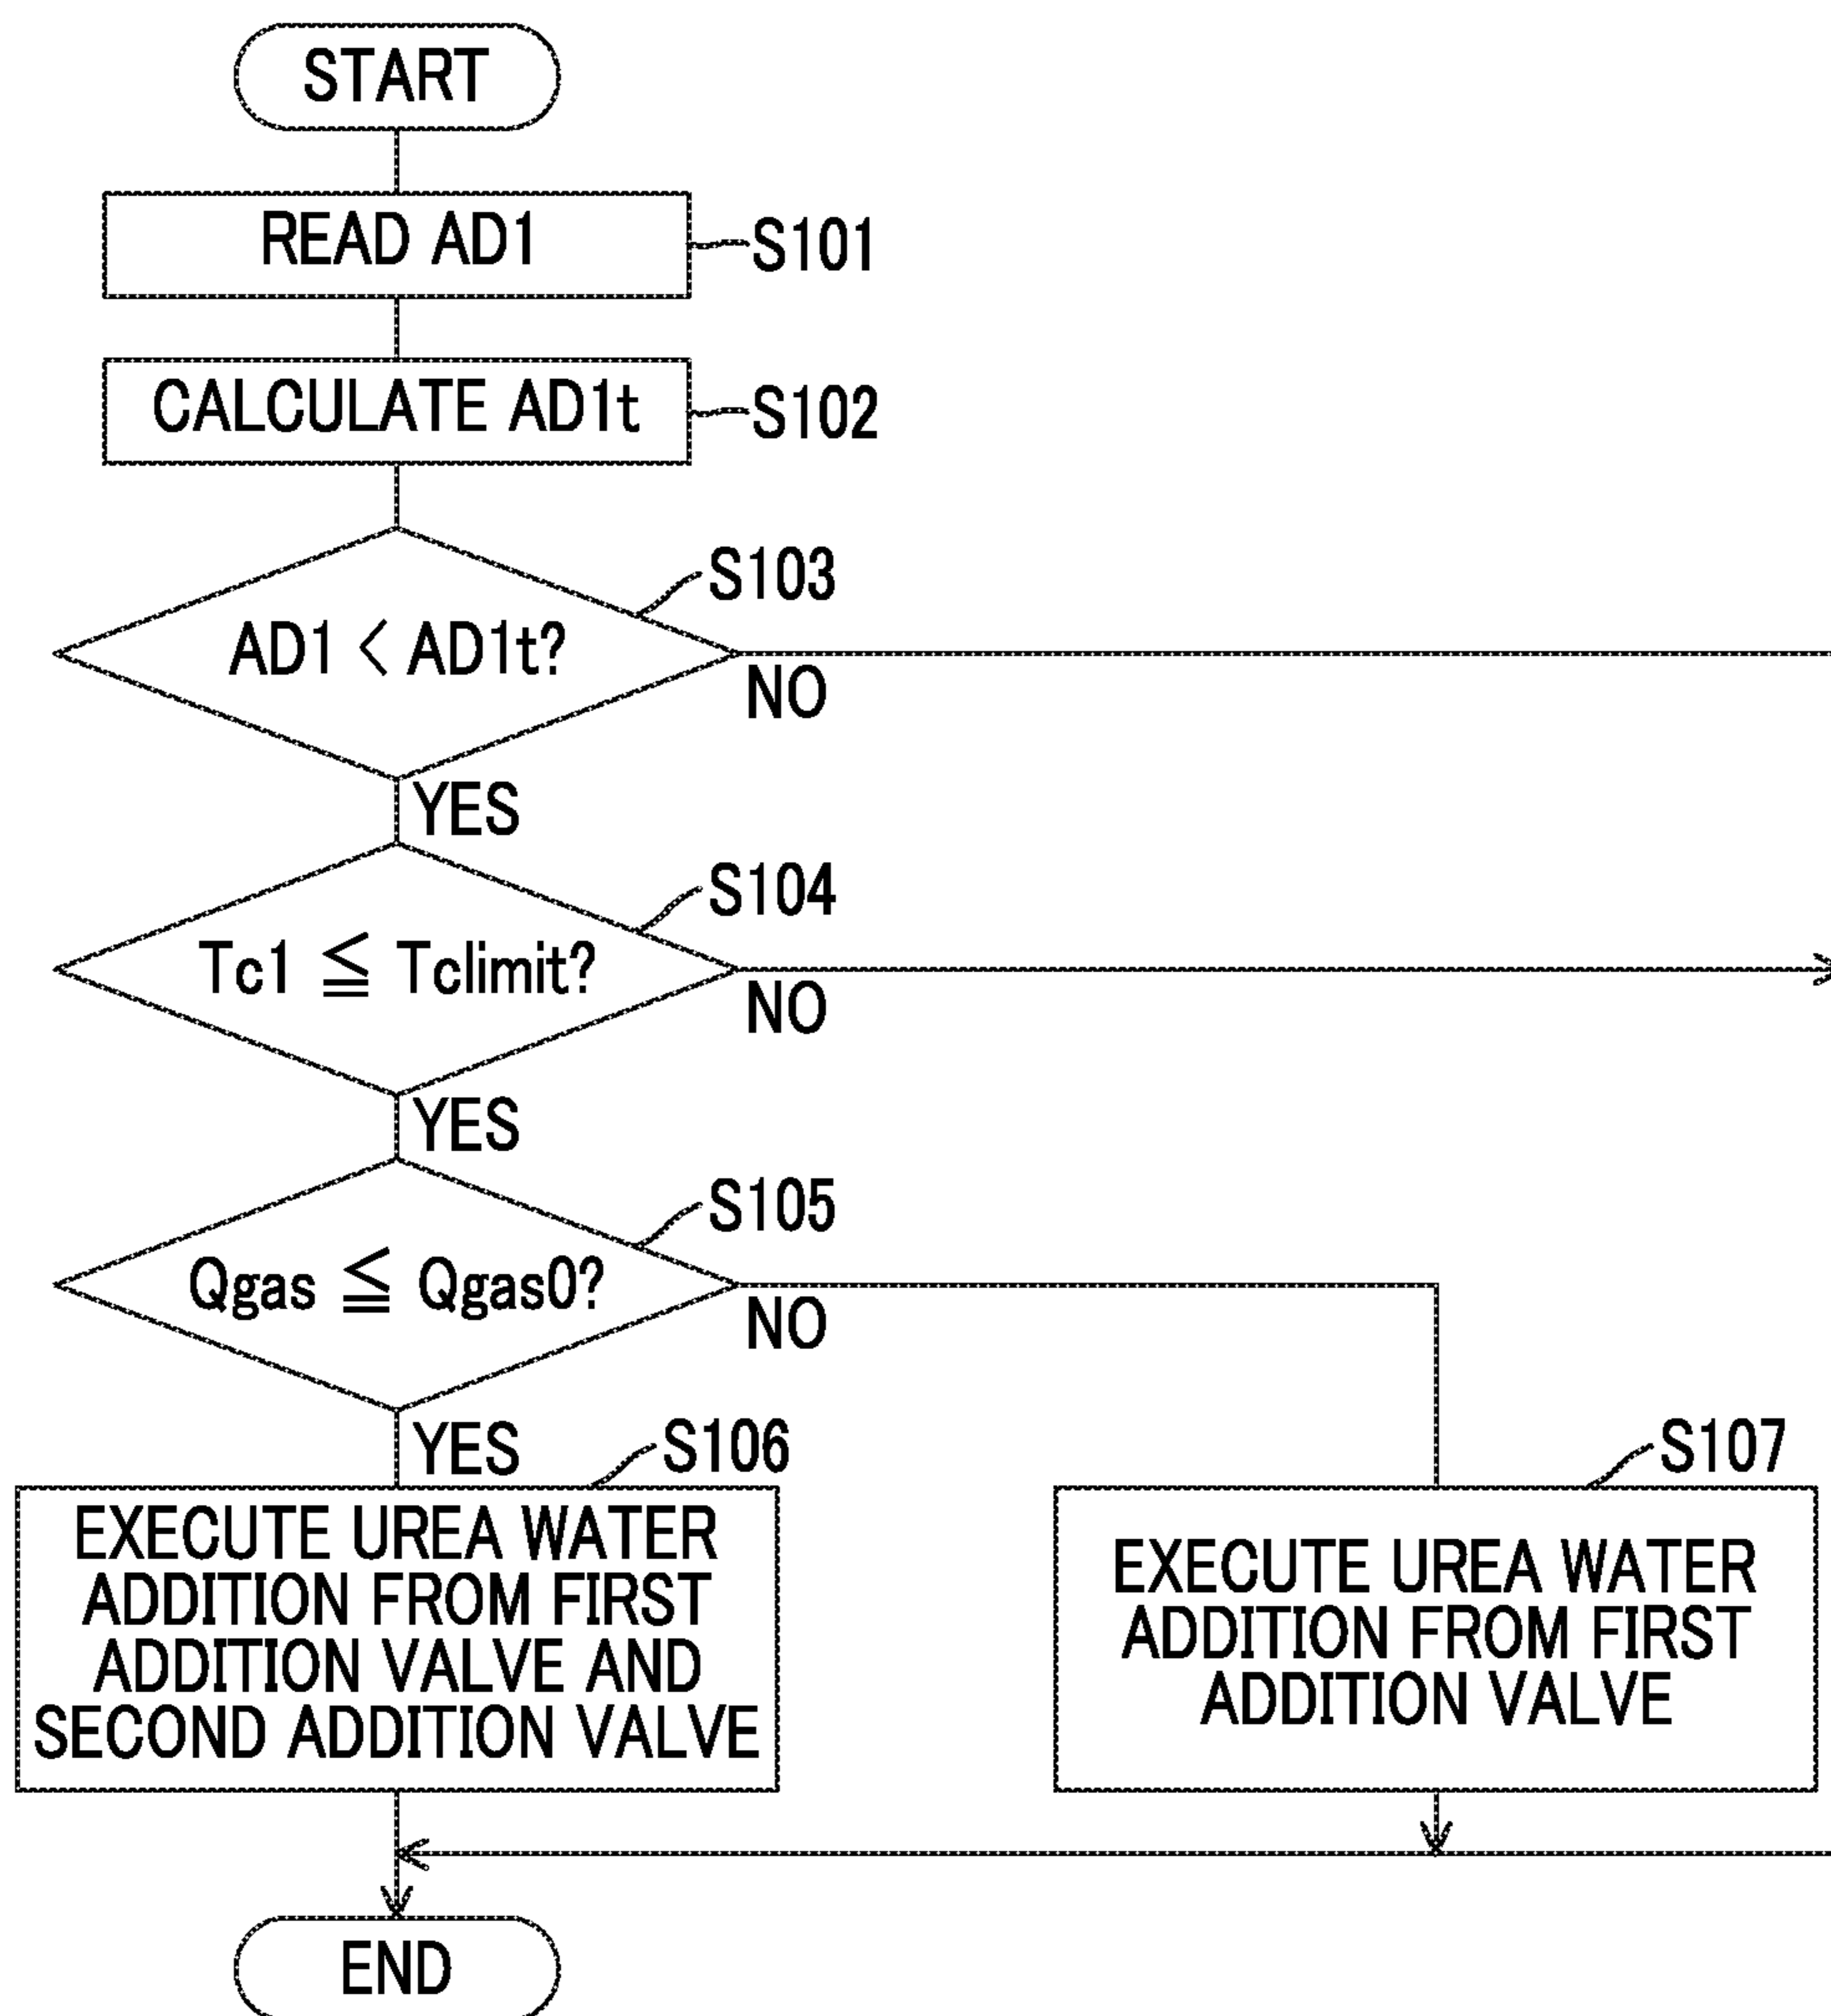 START
READ AD1
S101
CALCULATE AD1t
S102
S103
AD1 < AD1t?
NO
YES
S104
Tc1 ≦ Tclimit?
NO
YES
S105
Qgas ≦ Qgas0?
NO
YES
S106
S107
EXECUTE UREA WATER
ADDITION FROM FIRST
ADDITION VALVE AND
SECOND ADDITION VALVE
EXECUTE UREA WATER
ADDITION FROM FIRST
ADDITION VALVE
END